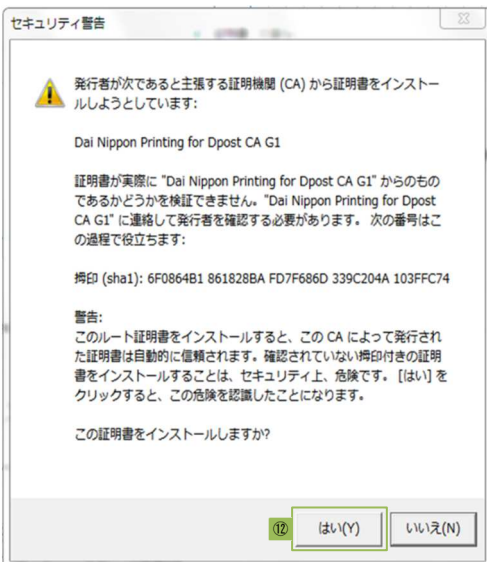 セキュリティ警告
発行者が次であると主張する証明機関 (CA) から証明書をインストー
ルしようとしています:
Dai Nippon Printing for Dpost CA G1
証明書が実際に "Dai Nippon Printing for Dpost CA G1" からのもの
であるかどうかを検証できません。"Dai Nippon Printing for Dpost
CA G1" に連絡して発行者を確認する必要があります。 次の番号はこ
の過程で役立ちます:
拇印 (sha1): 6F0864B1 861828BA FD7F686D 339C204A 103FFC74
警告:
このルート証明書をインストールすると、この CA によって発行され
た証明書は自動的に信頼されます。確認されていない拇印付きの証明
書をインストールすることは、セキュリティ上、危険です。 [はい] を
クリックすると、この危険を認識したことになります。
この証明書をインストールしますか?
⑫ はい(Y) いいえ(N)